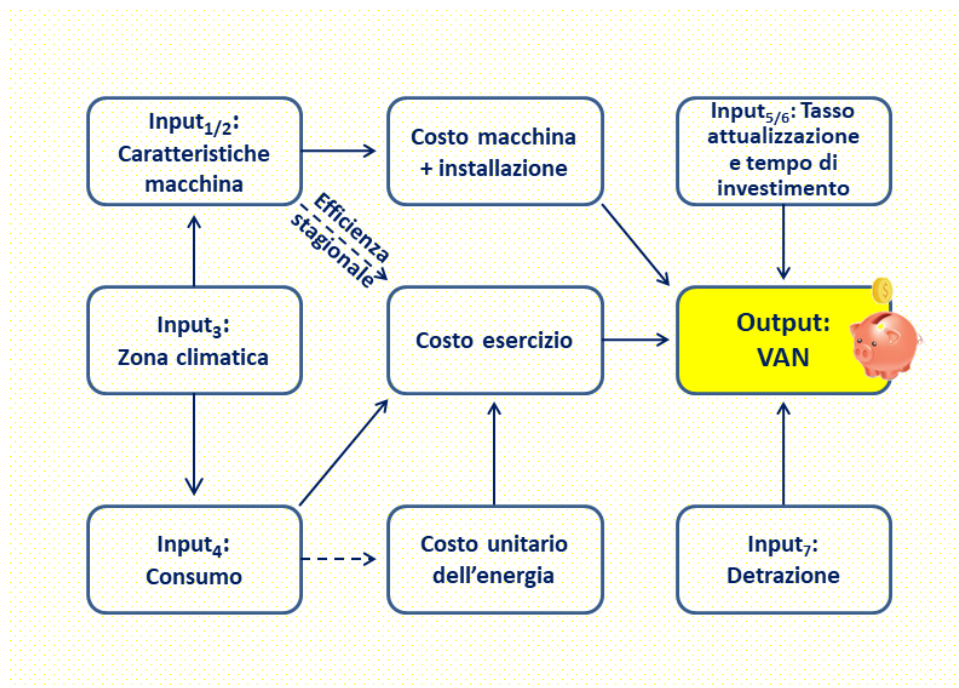 Input1/2:
Caratteristiche
macchina
Costo macchina
+ installazione
Input5/6: Tasso
attualizzazione
e tempo di
investimento
Efficienza
stagionale
Input3:
Zona climatica
Costo esercizio
Output:
VAN
$
Input4:
Consumo
Costo unitario
dell’energia
Input7:
Detrazione